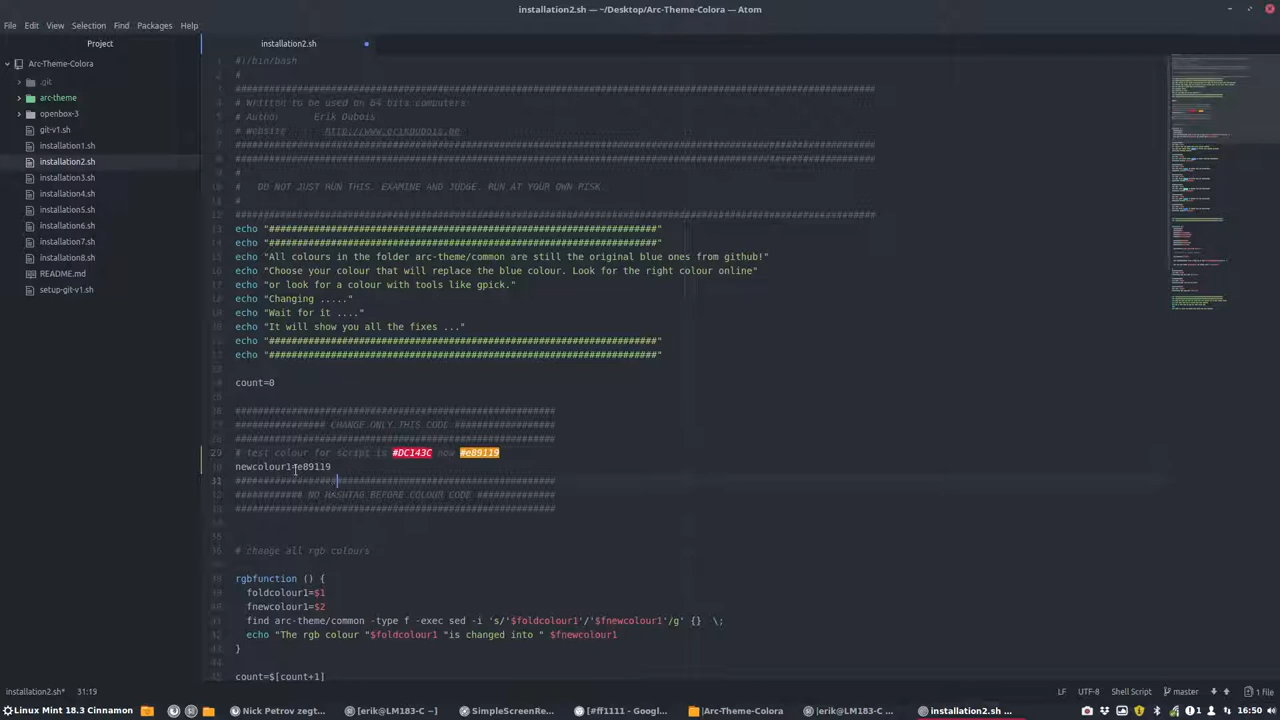 installation2.sh — ~/Desktop/Arc-Theme-Colora — Atom
File Edit View Selection Find Packages Help
Project
installation2.sh
Arc-Theme-Colora
.git
arc-theme
openbox-3
git-v1.sh
installation1.sh
installation2.sh
installation3.sh
installation4.sh
installation5.sh
installation6.sh
installation7.sh
installation8.sh
README.md
setup-git-v1.sh
#!/bin/bash
#
##################################################################################################################
# Written to be used on 64 bits computers
# Author : Erik Dubois
# Website : http://www.erikdubois.be
##################################################################################################################
##################################################################################################################
#
# DO NOT JUST RUN THIS. EXAMINE AND JUDGE. RUN AT YOUR OWN RISK.
#
##################################################################################################################
echo "#####################################################################"
echo "#####################################################################"
echo "All colours in the folder arc-theme/common are still the original blue ones from github!"
echo "Choose your colour that will replace the blue colour. Look for the right colour online"
echo "or look for a colour with tools like gpick."
echo "Changing ....."
echo "Wait for it ...."
echo "It will show you all the fixes ..."
echo "#####################################################################"
echo "#####################################################################"
count=0
#########################################################
################ CHANGE ONLY THIS CODE ##################
#########################################################
# test colour for script is #DC143C now #e89119
newcolour1=e89119
#########################################################
############ NO HASHTAG BEFORE COLOUR CODE ##############
#########################################################
# change all rgb colours
rgbfunction () {
foldcolour1=$1
fnewcolour1=$2
find arc-theme/common -type f -exec sed -i 's/'$foldcolour1'/'$fnewcolour1'/g' {} \;
echo "The rgb colour "$foldcolour1 "is changed into " $fnewcolour1
}
count=$[count+1]
installation2.sh* 31:19 LF UTF-8 Shell Script master 1 file
Linux Mint 18.3 Cinnamon Nick Petrov zegt... [erik@LM183-C ~] SimpleScreenRe... [#ff1111 - Googl... |Arc-Theme-Colora |erik@LM183-C ... installation2.sh ... 1 16:50